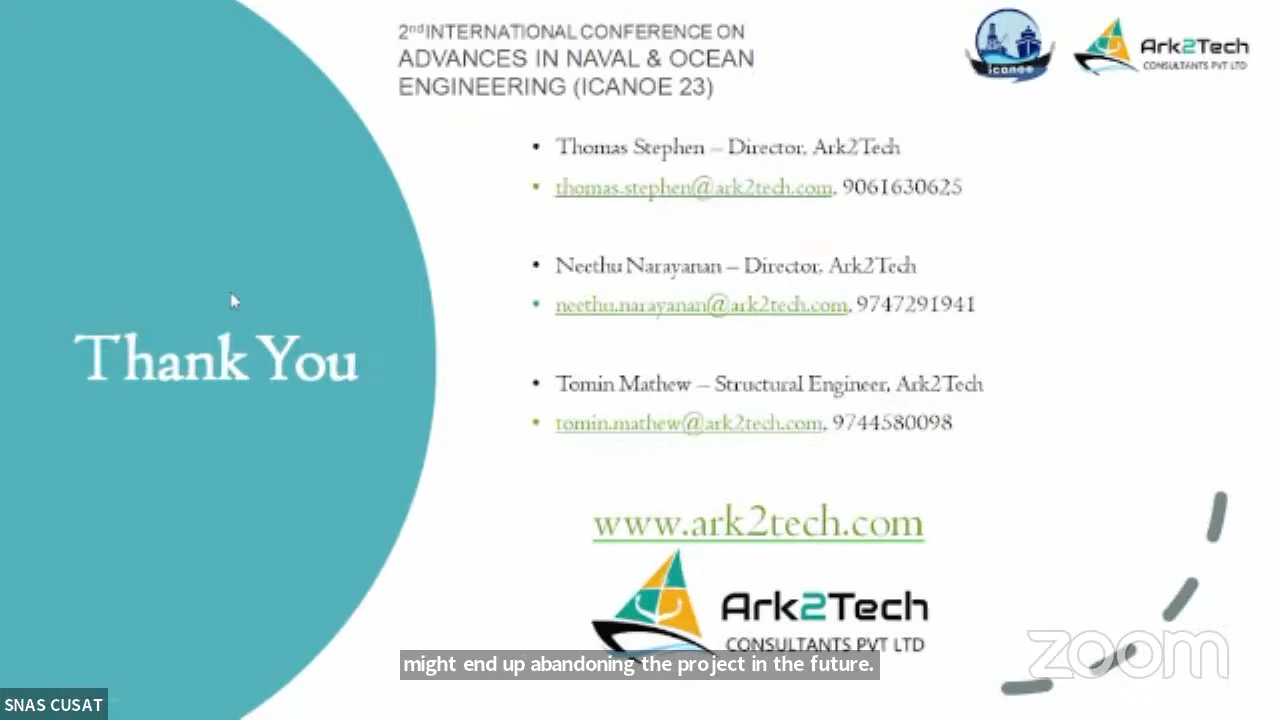 2nd INTERNATIONAL CONFERENCE ON
ADVANCES IN NAVAL & OCEAN
ENGINEERING (ICANOE 23)
icanoe
Ark2Tech
CONSULTANTS PVT LTD
• Thomas Stephen – Director, Ark2Tech
• thomas.stephen@ark2tech.com, 9061630625
• Neethu Narayanan – Director, Ark2Tech
• neethu.narayanan@ark2tech.com, 9747291941
• Tomin Mathew – Structural Engineer, Ark2Tech
• tomin.mathew@ark2tech.com, 9744580098
Thank You
www.ark2tech.com
Ark2Tech
CONSULTANTS PVT LTD
might end up abandoning the project in the future.
zoom
SNAS CUSAT